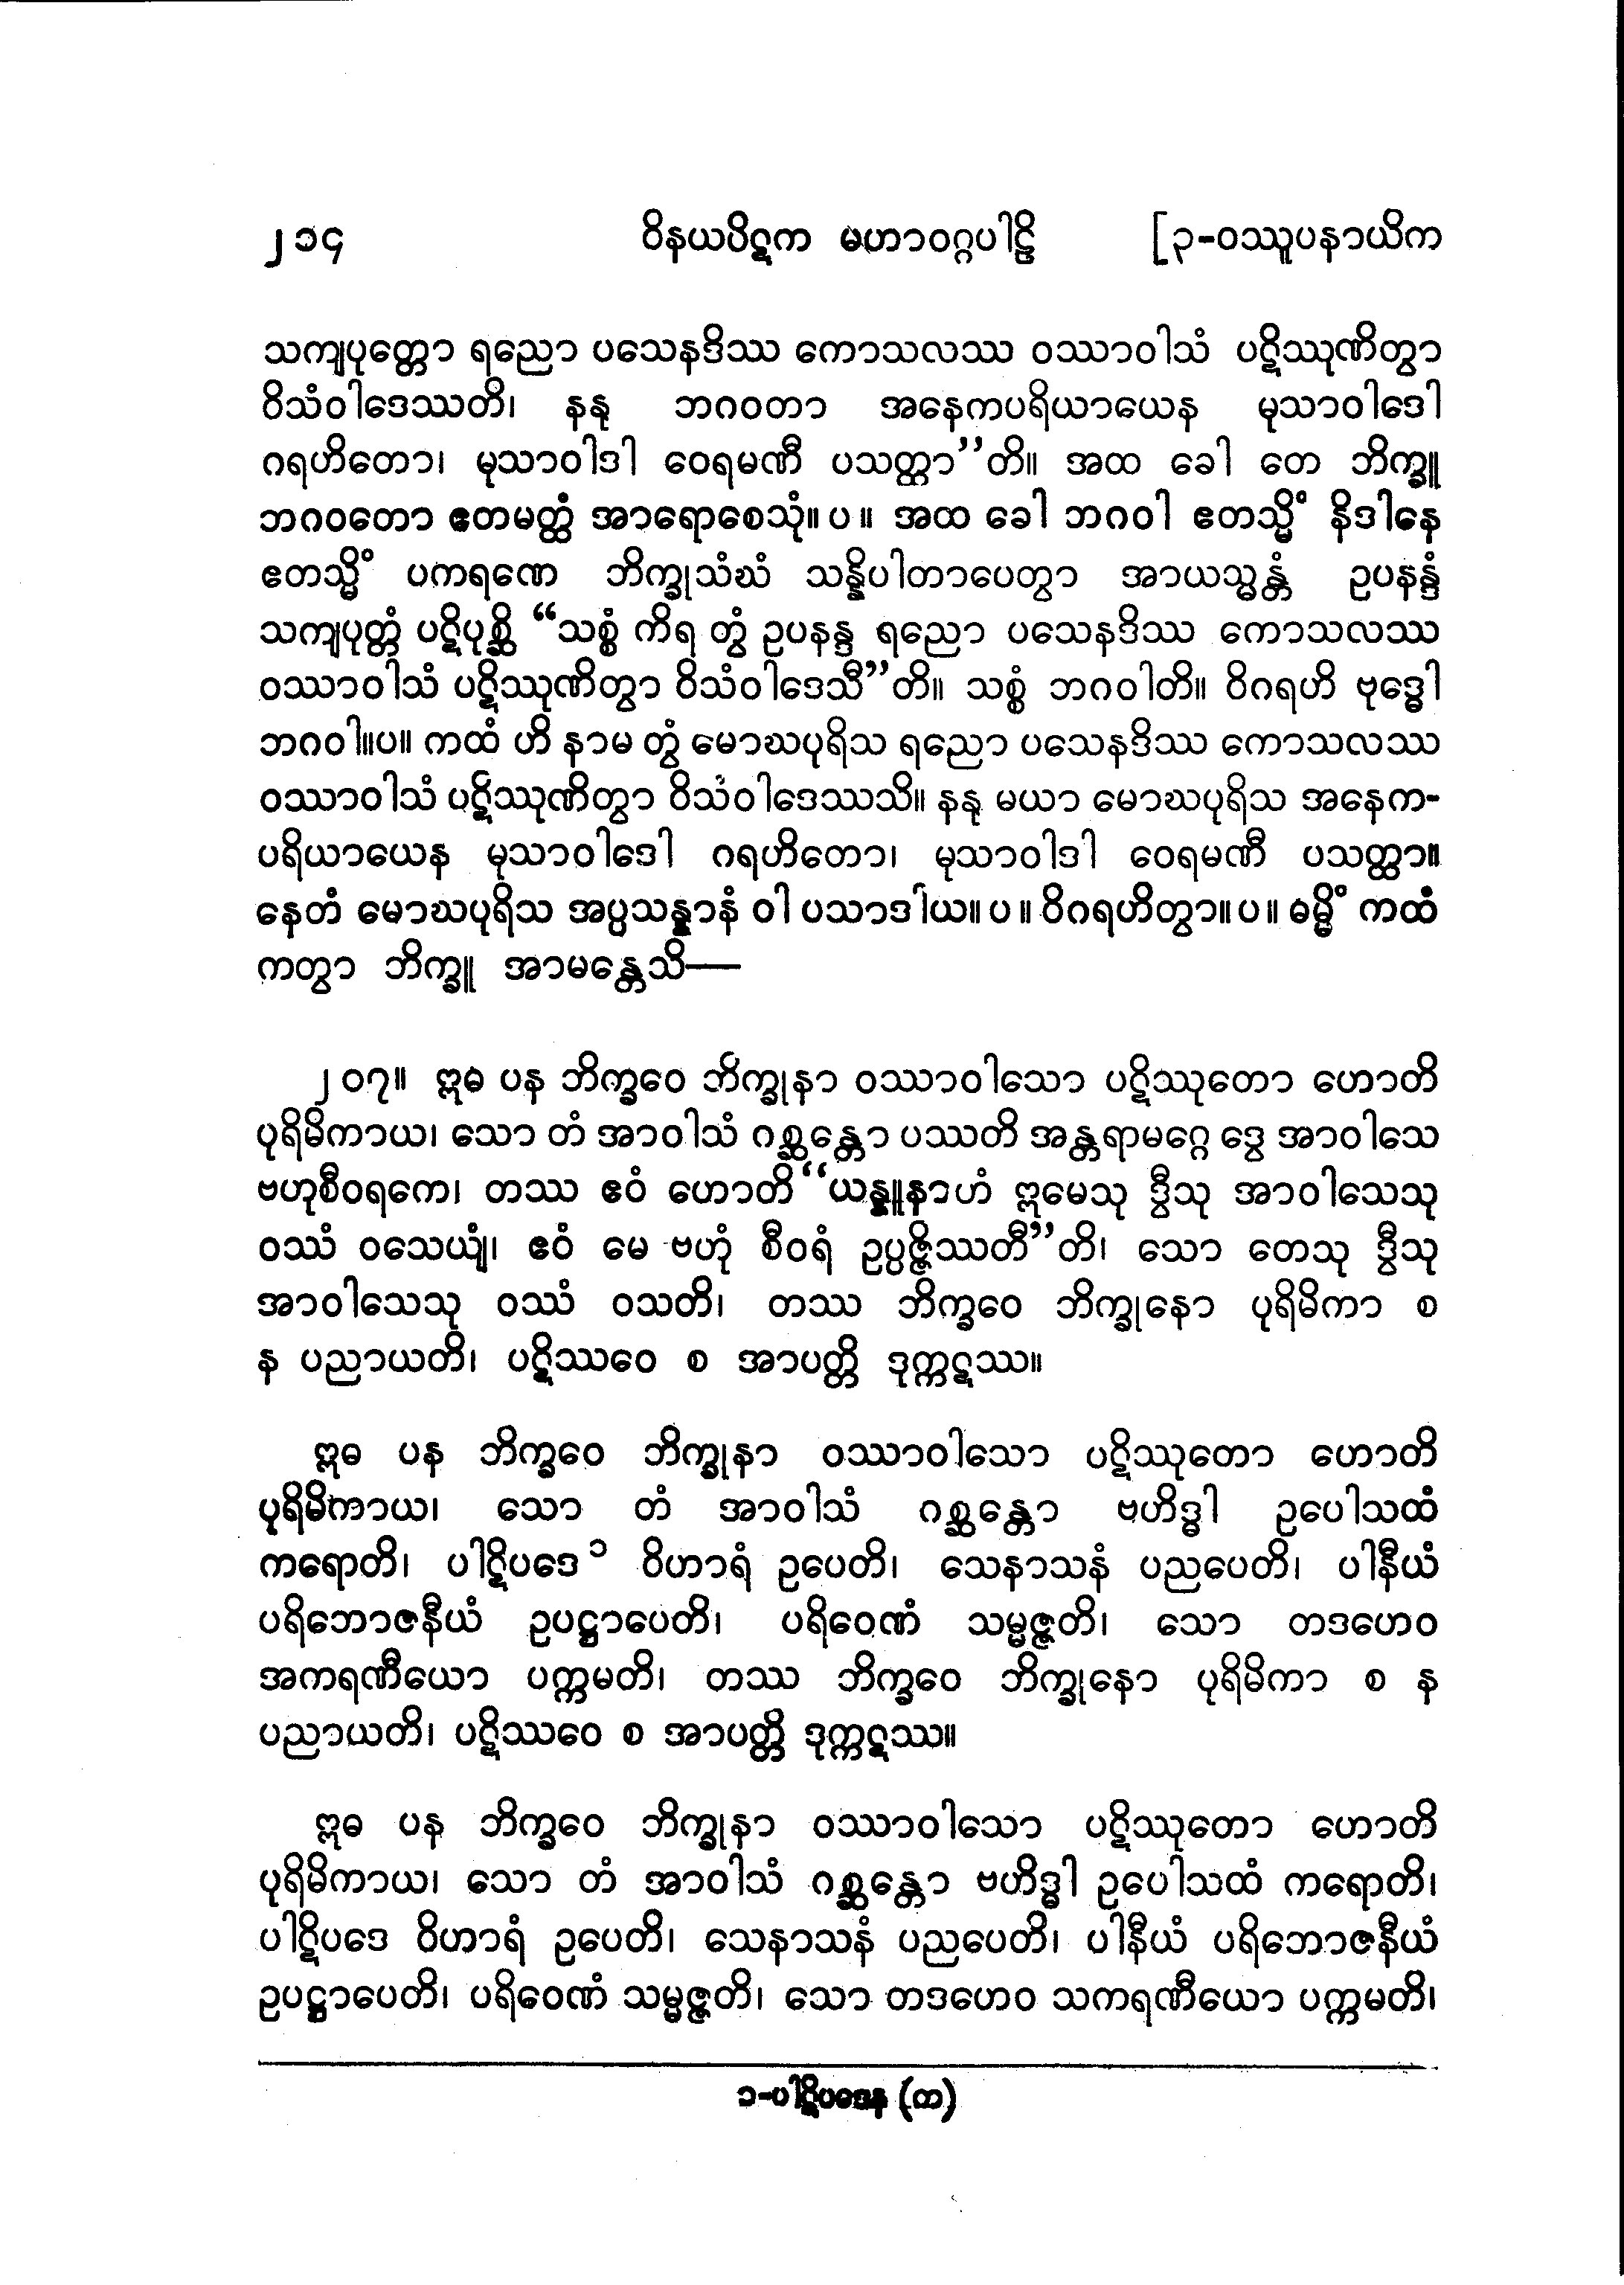 ၂၁၄ ဝိနယပိဋက မဟာဝဂ္ဂပါဠိ [၃-ဝဿူပနာယိက
သကျပုတ္တော ရညော ပသေနဒိဿ ကောသလဿ ဝဿာဝါသံ ပဋိဿုဏိတွာ
ဝိသံဝါဒေဿတိ၊ နနု ဘဂဝတာ အနေကပရိယာယေန မုသာဝါဒေါ
ဂရဟိတော၊ မုသာဝါဒါ ဝေရမဏီ ပသတ္ထာ”တိ။ အထ ခေါ တေ ဘိက္ခူ
ဘဂဝတော ဧတမတ္ထံ အာရောစေသုံ။ပ။ အထ ခေါ ဘဂဝါ ဧတသ္မိံ နိဒါနေ
ဧတသ္မိံ ပကရဏေ ဘိက္ခုသံဃံ သန္နိပါတာပေတွာ အာယသ္မန္တံ ဥပနန္ဒံ
သကျပုတ္တံ ပဋိပုစ္ဆိ “သစ္စံ ကိရ တွံ ဥပနန္ဒ ရညော ပသေနဒိဿ ကောသလဿ
ဝဿာဝါသံ ပဋိဿုဏိတွာ ဝိသံဝါဒေသီ”တိ။ သစ္စံ ဘဂဝါတိ။ ဝိဂရဟိ ဗုဒ္ဓေါ
ဘဂဝါ။ပ။ ကထံ ဟိ နာမ တွံ မောဃပုရိသ ရညော ပသေနဒိဿ ကောသလဿ
ဝဿာဝါသံ ပဋိဿုဏိတွာ ဝိသံဝါဒေဿသိ။ နနု မယာ မောဃပုရိသ အနေက-
ပရိယာယေန မုသာဝါဒေါ ဂရဟိတော၊ မုသာဝါဒါ ဝေရမဏီ ပသတ္ထာ။
နေတံ မောဃပုရိသ အပ္ပသန္နာနံ ဝါ ပသာဒါယ။ပ။ ဝိဂရဟိတွာ။ပ။ ဓမ္မိံ ကထံ
ကတွာ ဘိက္ခူ အာမန္တေသိ—
၂၀၇။ ဣဓ ပန ဘိက္ခဝေ ဘိက္ခုနာ ဝဿာဝါသော ပဋိဿုတော ဟောတိ
ပုရိမိကာယ၊ သော တံ အာဝါသံ ဂစ္ဆန္တော ပဿတိ အန္တရာမဂ္ဂေ ဒွေ အာဝါသေ
ဗဟုစီဝရကေ၊ တဿ ဧဝံ ဟောတိ “ယန္နူနာဟံ ဣမေသု ဒွီသု အာဝါသေသု
ဝဿံ ဝသေယျံ၊ ဧဝံ မေ ဗဟုံ စီဝရံ ဥပ္ပဇ္ဇိဿတီ”တိ၊ သော တေသု ဒွီသု
အာဝါသေသု ဝဿံ ဝသတိ၊ တဿ ဘိက္ခဝေ ဘိက္ခုနော ပုရိမိကာ စ
န ပညာယတိ၊ ပဋိဿဝေ စ အာပတ္တိ ဒုက္ကဋဿ။
ဣဓ ပန ဘိက္ခဝေ ဘိက္ခုနာ ဝဿာဝါသော ပဋိဿုတော ဟောတိ
ပုရိမိကာယ၊ သော တံ အာဝါသံ ဂစ္ဆန္တော ဗဟိဒ္ဓါ ဥပေါသထံ
ကရောတိ၊ ပါဋိပဒေ ၁ ဝိဟာရံ ဥပေတိ၊ သေနာသနံ ပညပေတိ၊ ပါနီယံ
ပရိဘောဇနီယံ ဥပဋ္ဌာပေတိ၊ ပရိဝေဏံ သမ္မဇ္ဇတိ၊ သော တဒဟေဝ
အကရဏီယော ပက္ကမတိ၊ တဿ ဘိက္ခဝေ ဘိက္ခုနော ပုရိမိကာ စ န
ပညာယတိ၊ ပဋိဿဝေ စ အာပတ္တိ ဒုက္ကဋဿ။
ဣဓ ပန ဘိက္ခဝေ ဘိက္ခုနာ ဝဿာဝါသော ပဋိဿုတော ဟောတိ
ပုရိမိကာယ၊ သော တံ အာဝါသံ ဂစ္ဆန္တော ဗဟိဒ္ဓါ ဥပေါသထံ ကရောတိ၊
ပါဋိပဒေ ဝိဟာရံ ဥပေတိ၊ သေနာသနံ ပညပေတိ၊ ပါနီယံ ပရိဘောဇနီယံ
ဥပဋ္ဌာပေတိ၊ ပရိဝေဏံ သမ္မဇ္ဇတိ၊ သော တဒဟေဝ သကရဏီယော ပက္ကမတိ၊
၁-ပါဋိပဒေန (က)